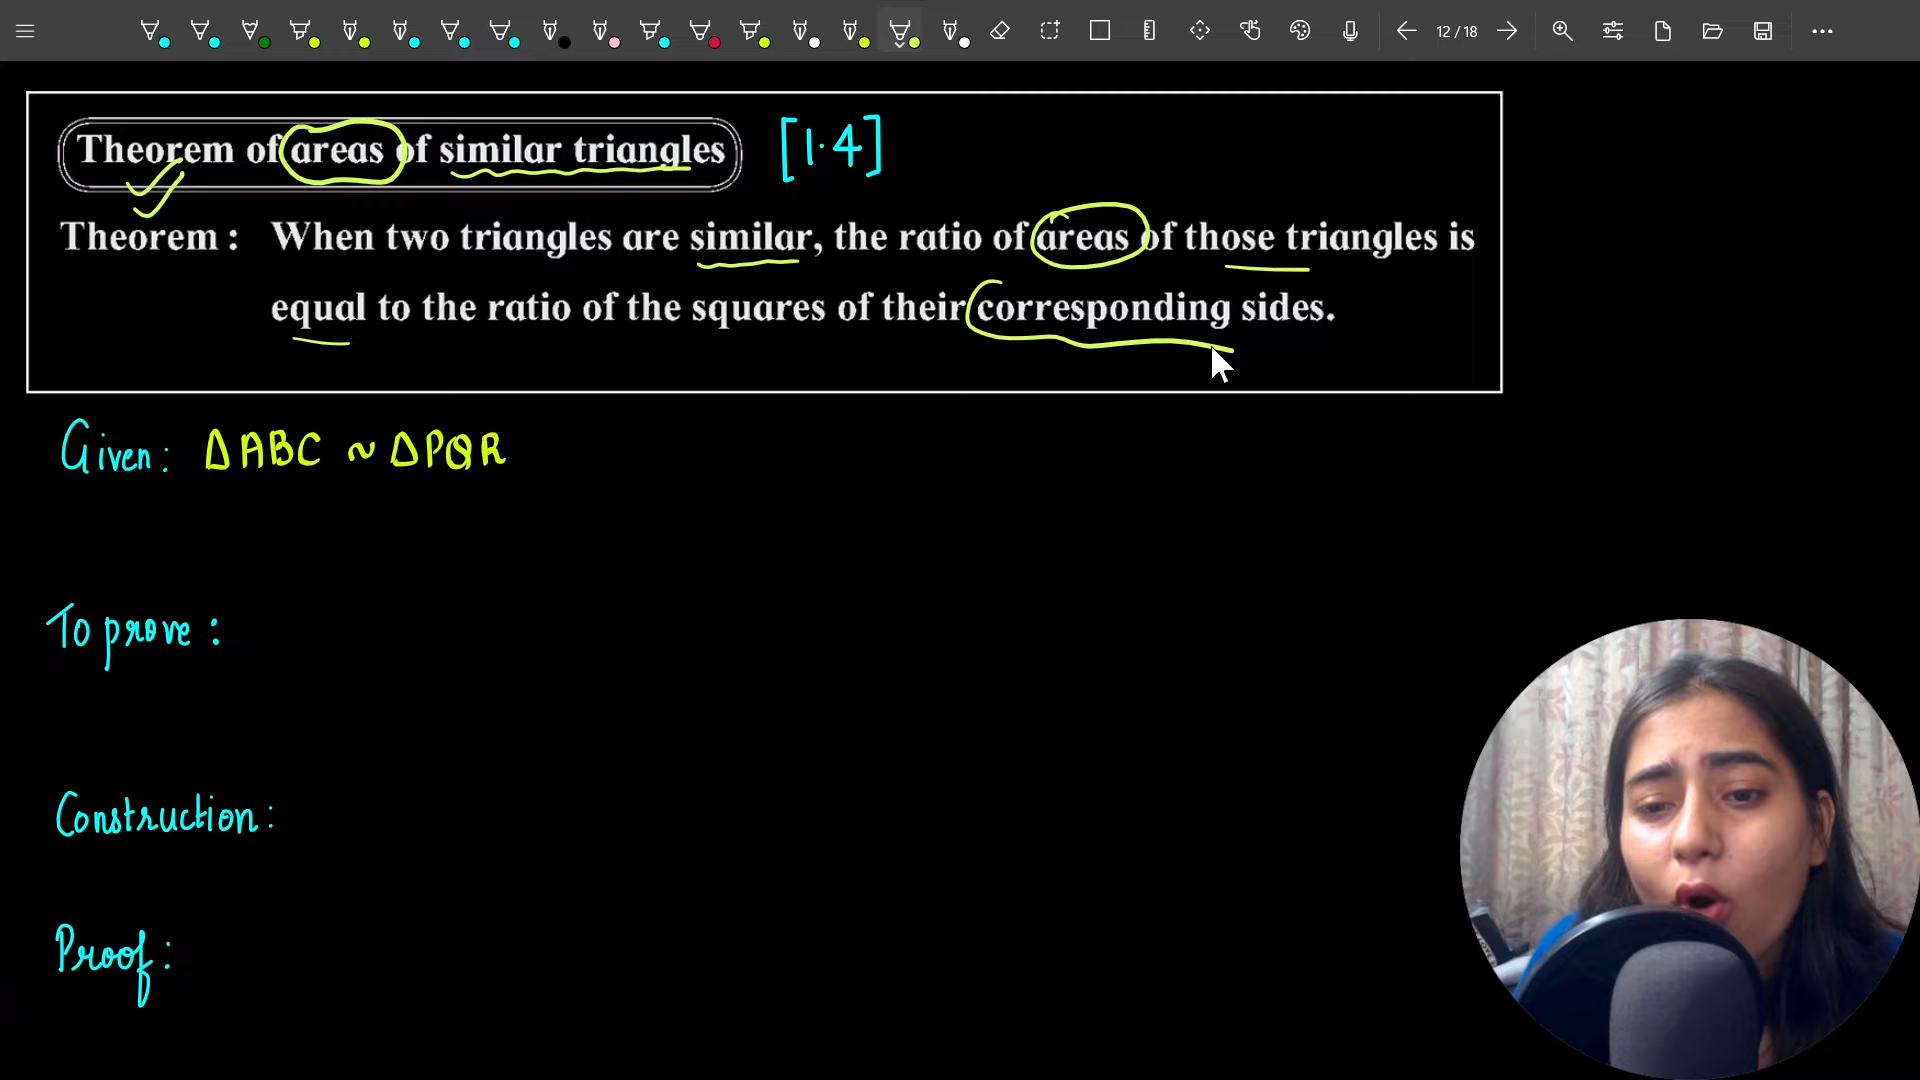 12 / 18
Theorem of areas of similar triangles [1.4]
Theorem : When two triangles are similar, the ratio of areas of those triangles is
equal to the ratio of the squares of their corresponding sides.
Given: ΔABC ~ ΔPQR
To prove :
Construction:
Proof: